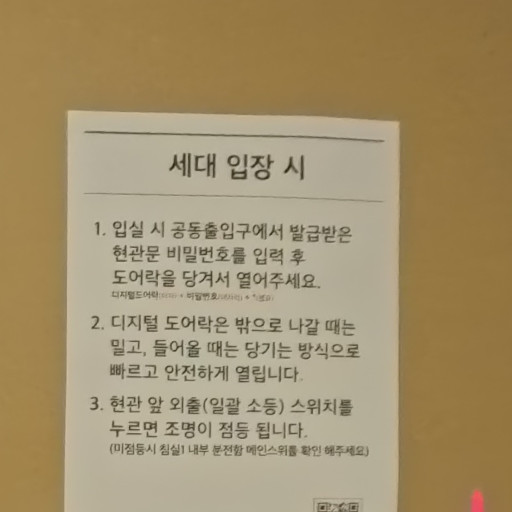 세대 입장 시
1. 입실 시 공동출입구에서 발급받은
현관문 비밀번호를 입력 후
도어락을 당겨서 열어주세요.
디지털도어락 + 비밀번호 +
2. 디지털 도어락은 밖으로 나갈 때는
밀고, 들어올 때는 당기는 방식으로
빠르고 안전하게 열립니다.
3. 현관 앞 외출(일괄 소등) 스위치를
누르면 조명이 점등 됩니다.
(미점등시 침실1 내부 분전함 메인스위를 확인 해주세요)